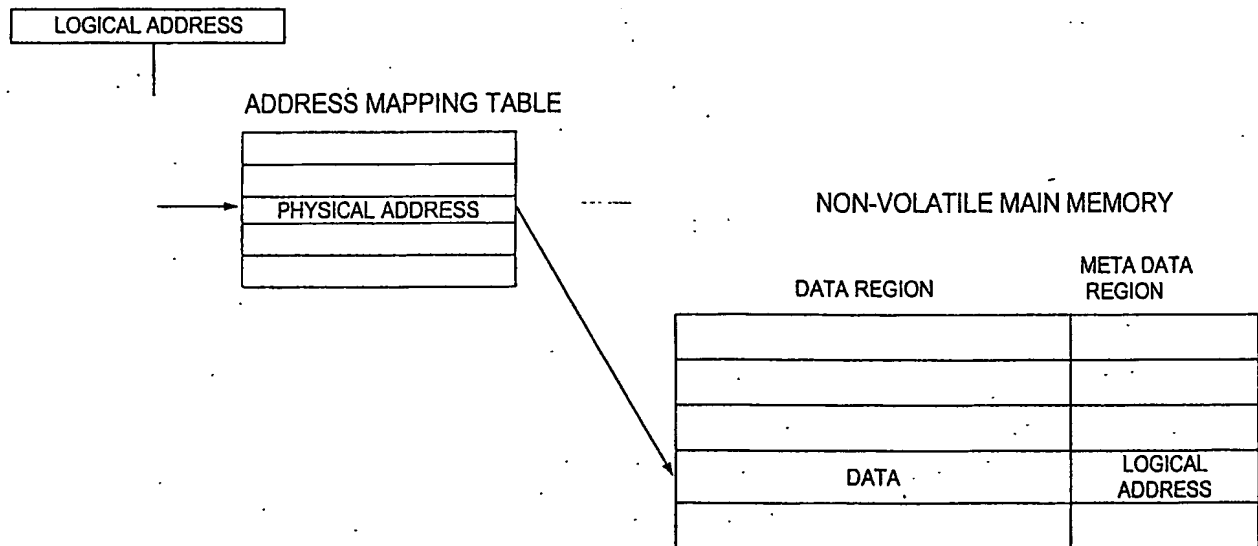 LOGICAL ADDRESS
ADDRESS MAPPING TABLE
PHYSICAL ADDRESS
NON-VOLATILE MAIN MEMORY
DATA REGION
META DATA
REGION
DATA
LOGICAL
ADDRESS